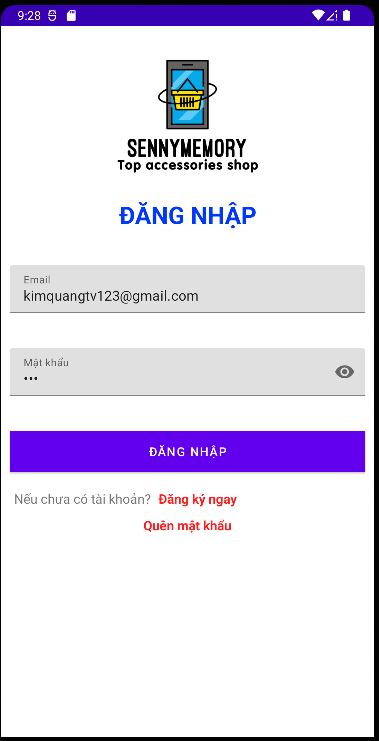 9:28
SENNYMEMORY
Top accessories shop
ĐĂNG NHẬP
Email
kimquangtv123@gmail.com
Mật khẩu
•••
ĐĂNG NHẬP
Nếu chưa có tài khoản? Đăng ký ngay
Quên mật khẩu